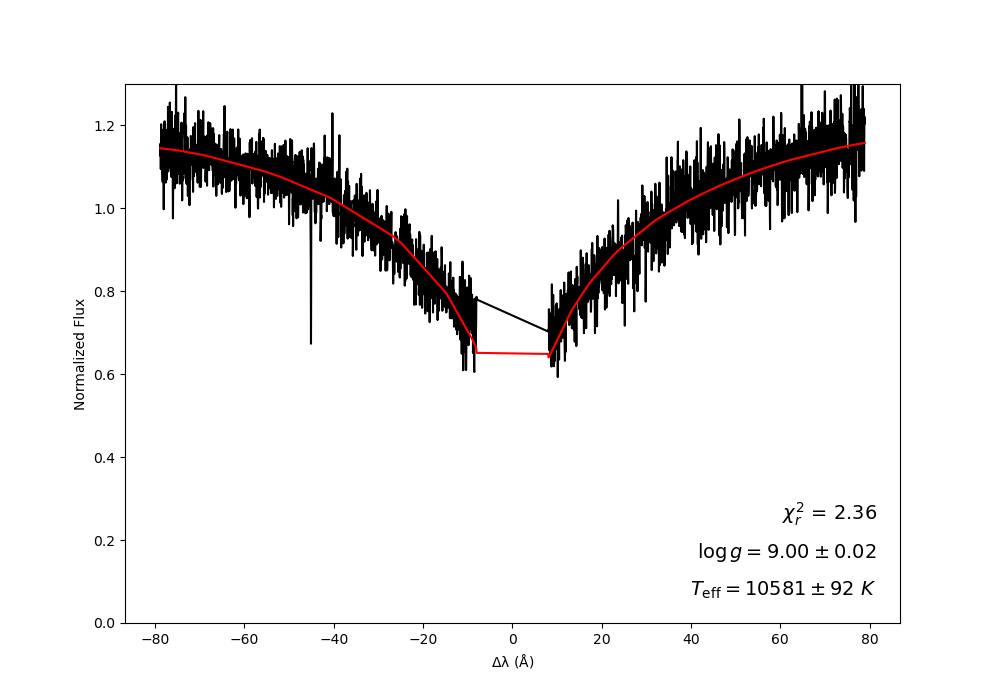 1.2
1.0
0.8
0.6
0.4
0.2
0.0
Normalized Flux
χ²ᵣ = 2.36
log g = 9.00 ± 0.02
T_eff = 10581 ± 92 K
−80 −60 −40 −20 0 20 40 60 80
Δλ (Å)